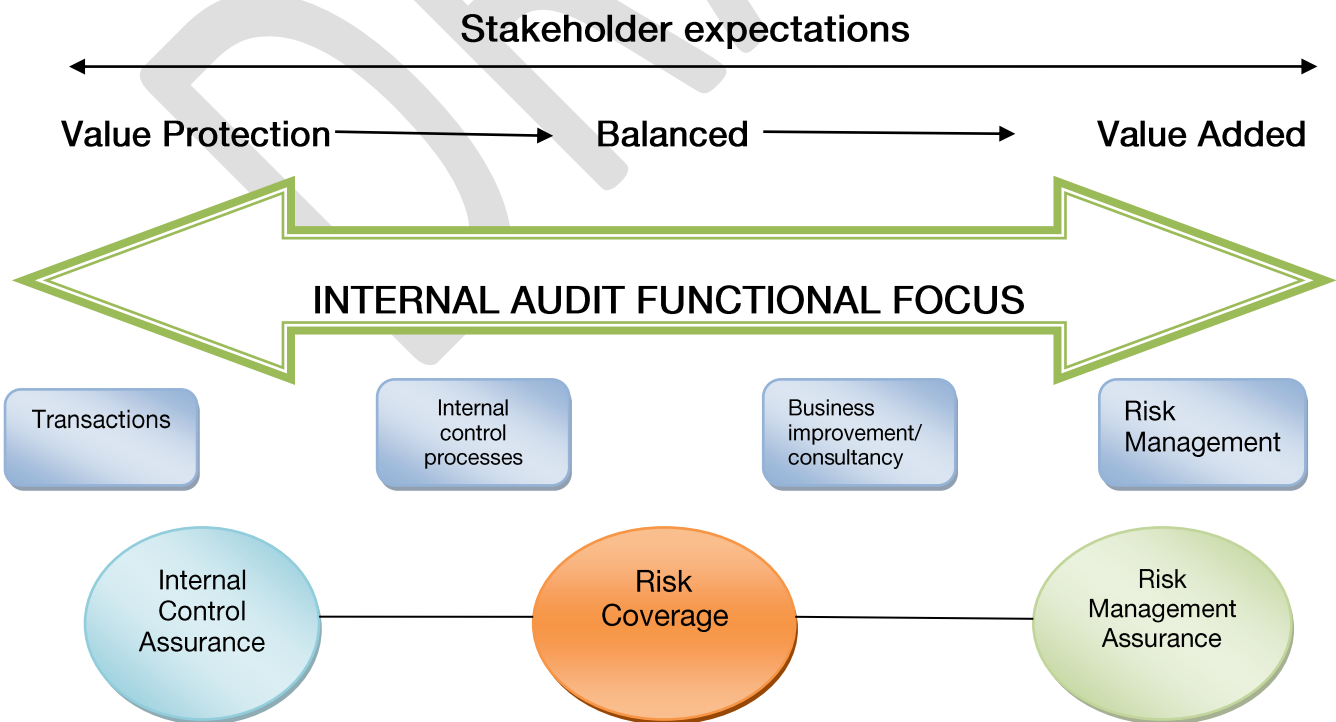 Stakeholder expectations
Value Protection
Balanced
Value Added
INTERNAL AUDIT FUNCTIONAL FOCUS
Transactions
Internal
control
processes
Business
improvement/
consultancy
Risk
Management
Internal
Control
Assurance
Risk
Coverage
Risk
Management
Assurance